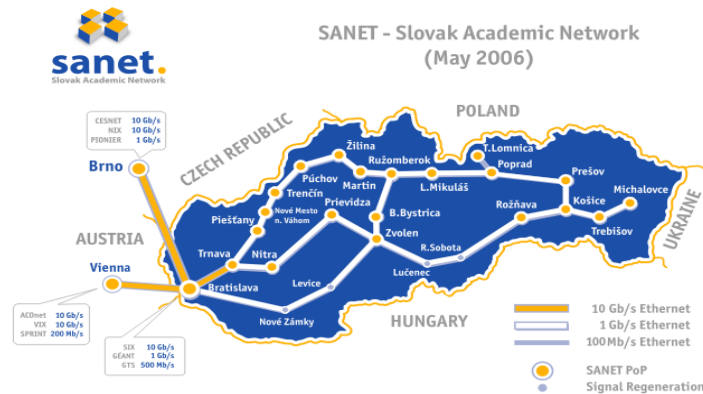 sanet.
Slovak Academic Network
SANET - Slovak Academic Network
(May 2006)
CESNET 10 Gb/s
NIX 10 Gb/s
PIONIER 1 Gb/s
Brno
CZECH REPUBLIC
POLAND
Žilina
T.Lomnica
Ružomberok
Poprad
Prešov
Púchov
Martin
L.Mikuláš
Michalovce
Trenčín
Prievidza
Rožňava
Košice
Nové Mesto
n. Váhom
Piešťany
B.Bystrica
Trebišov
UKRAINE
AUSTRIA
Zvolen
Trnava
Nitra
R.Sobota
Vienna
Lučenec
Levice
Bratislava
Nové Zámky
HUNGARY
ACOnet 10 Gb/s
VIX 10 Gb/s
SPRINT 200 Mb/s
SIX 10 Gb/s
GÉANT 1 Gb/s
GTS 500 Mb/s
10 Gb/s Ethernet
1 Gb/s Ethernet
100Mb/s Ethernet
SANET PoP
Signal Regeneration